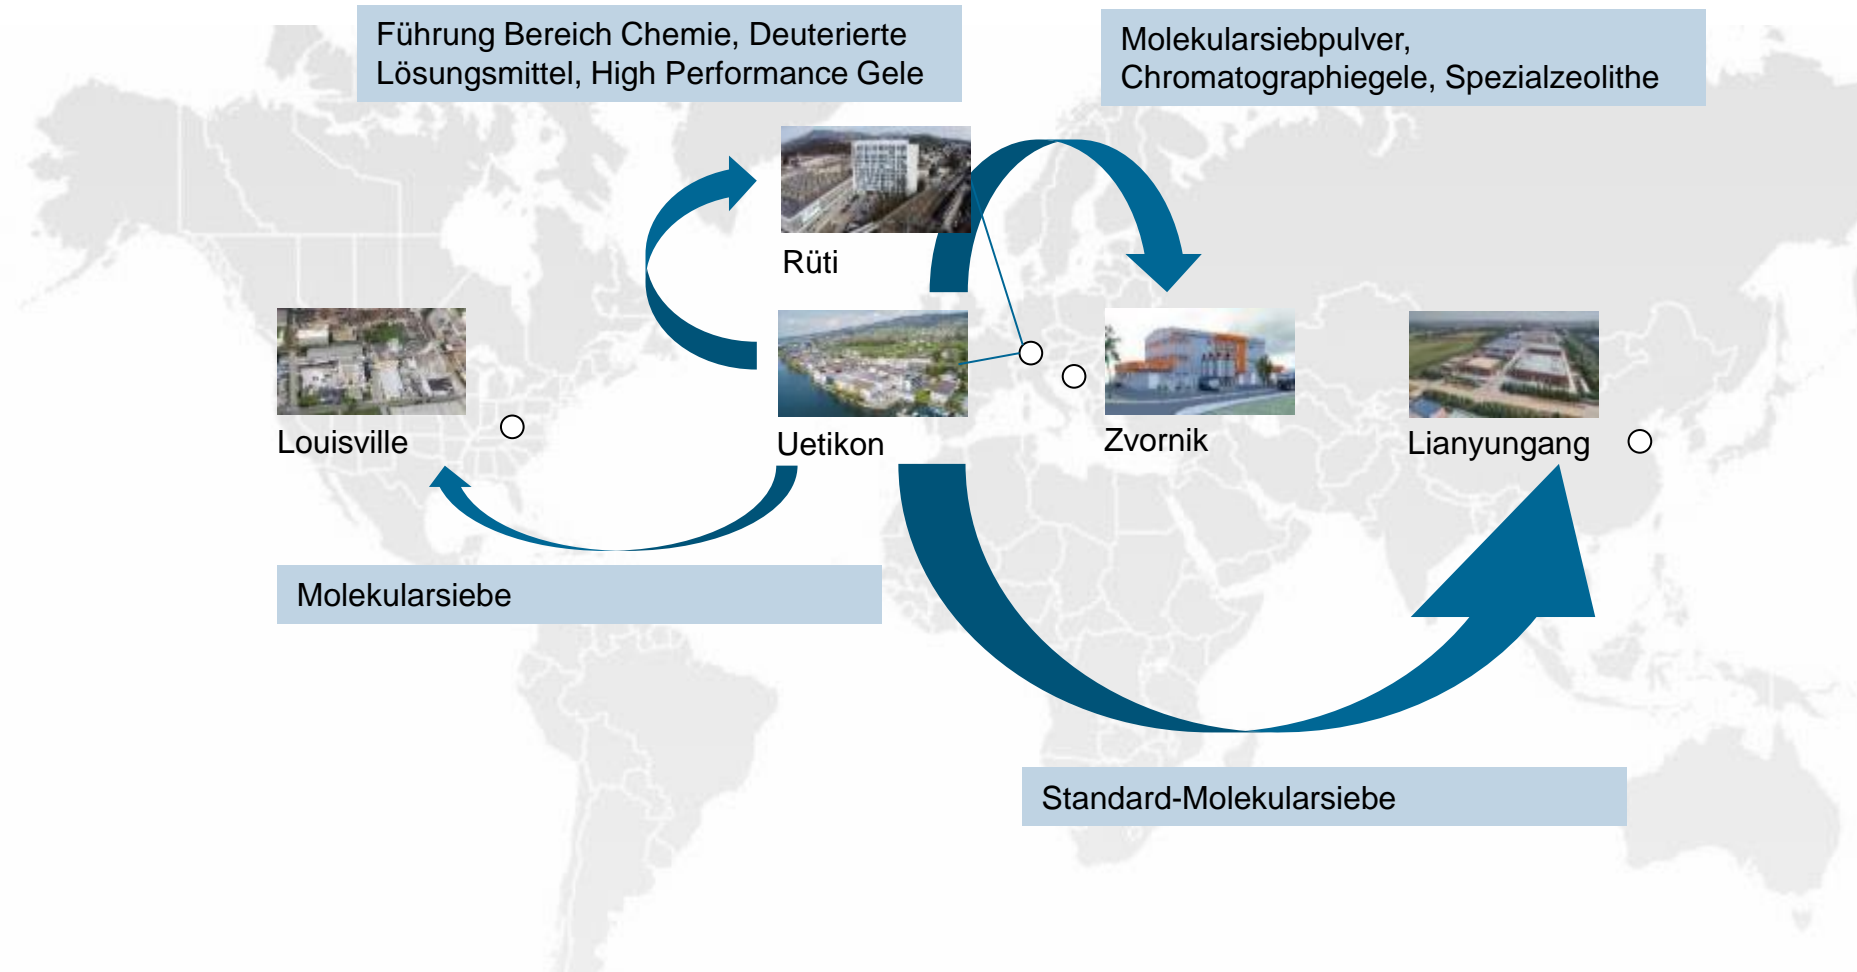 Führung Bereich Chemie, Deuterierte
Lösungsmittel, High Performance Gele
Molekularsiebpulver,
Chromatographiegele, Spezialzeolithe
Rüti
Louisville
Uetikon
Zvornik
Lianyungang
Molekularsiebe
Standard-Molekularsiebe